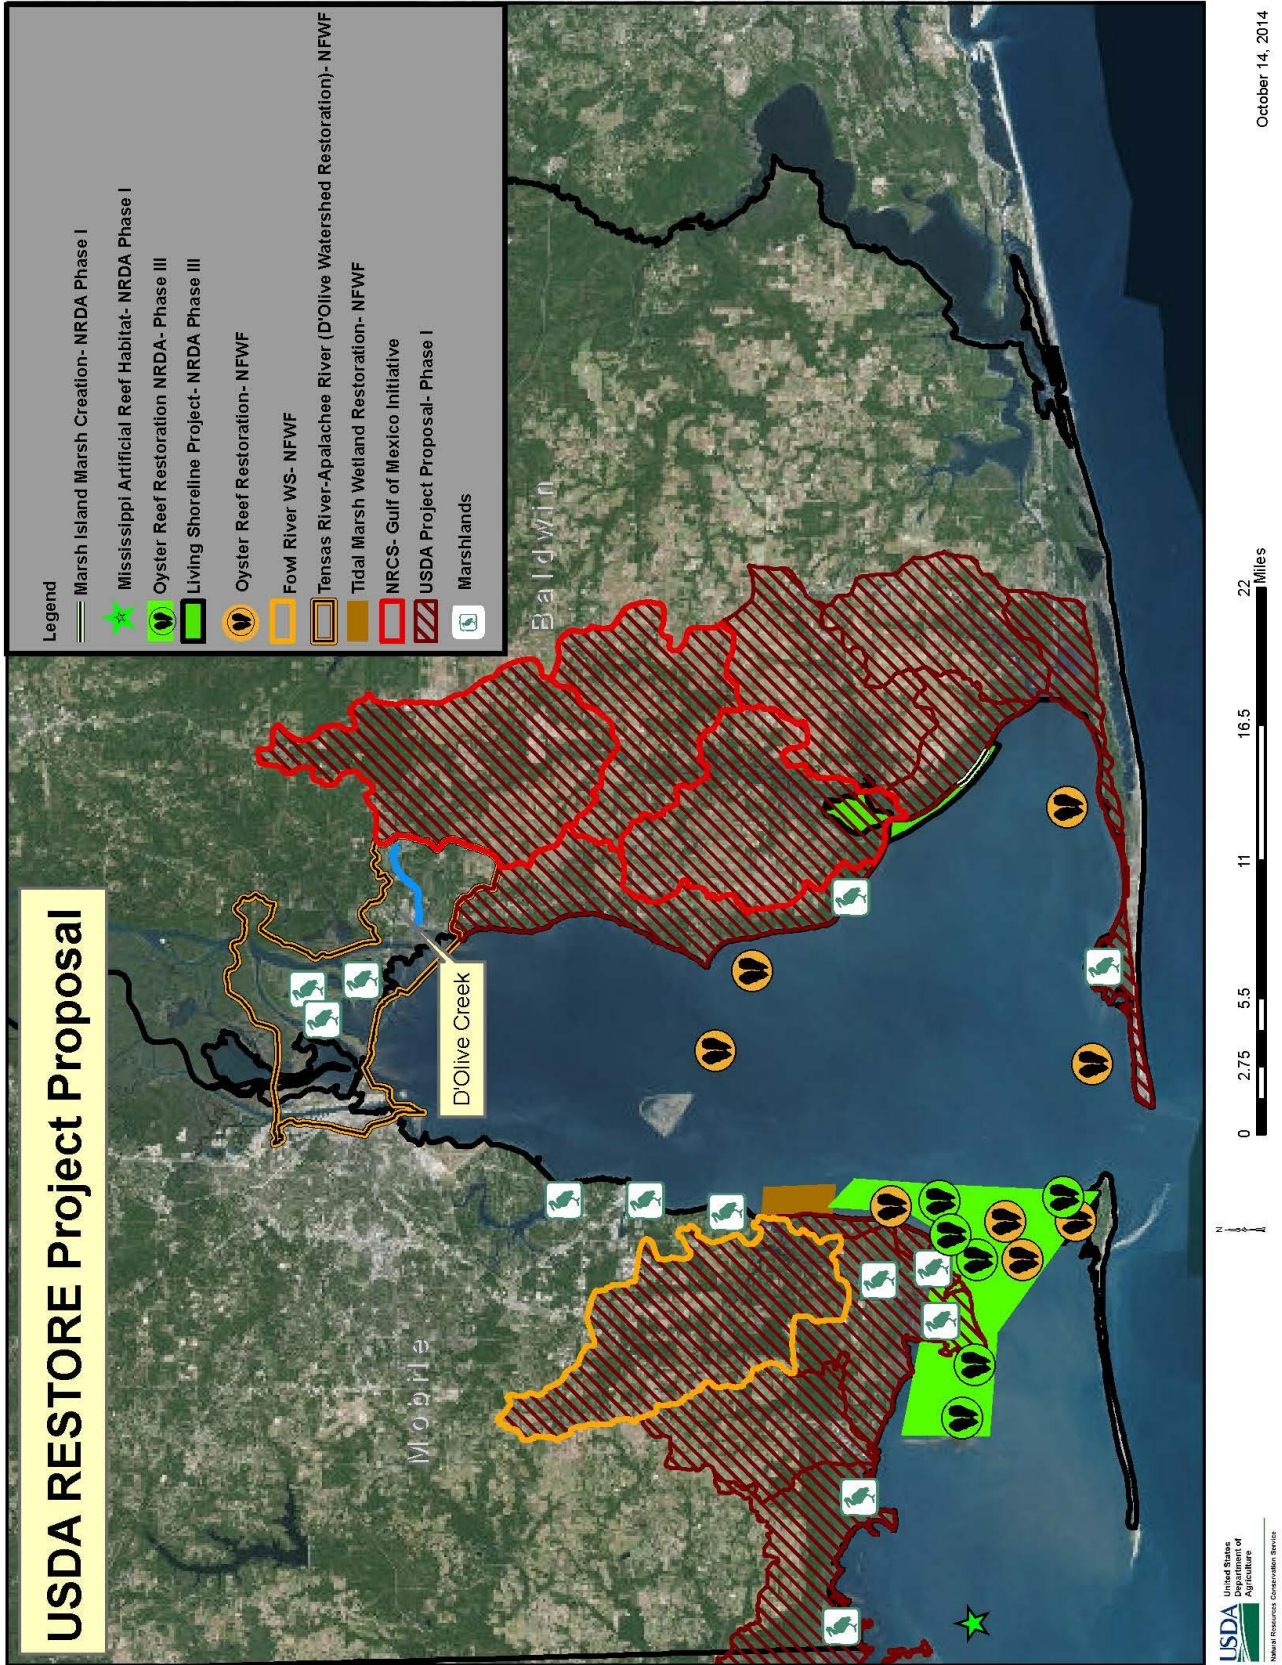 USDA RESTORE Project Proposal
Legend
Marsh Island Marsh Creation- NRDA Phase I
Mississippi Artificial Reef Habitat- NRDA Phase I
Oyster Reef Restoration NRDA- Phase III
Living Shoreline Project- NRDA Phase III
Oyster Reef Restoration- NFWF
Fowl River WS- NFWF
Tensas River-Apalachee River (D'Olive Watershed Restoration)- NFWF
Tidal Marsh Wetland Restoration- NFWF
NRCS- Gulf of Mexico Initiative
USDA Project Proposal- Phase I
Marshlands
D'Olive Creek
Mobile
Baldwin
N
0 2.75 5.5 11 16.5 22
Miles
USDA
United States
Department of
Agriculture
Natural Resources Conservation Service
October 14, 2014